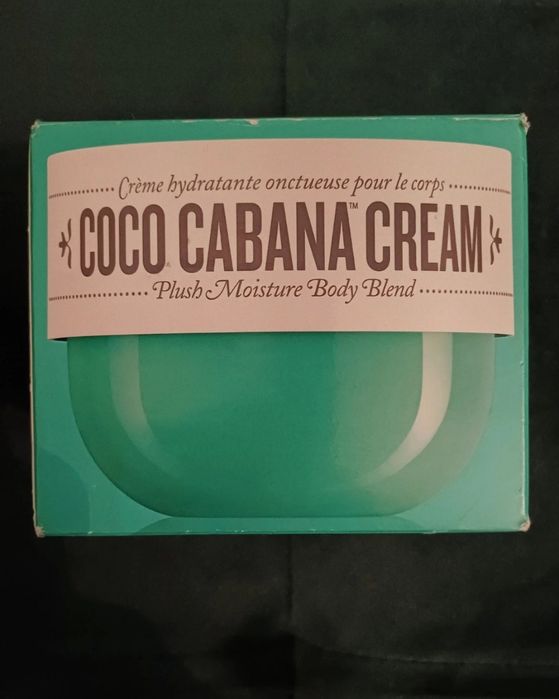 Crème hydratante onctueuse pour le corps
COCO CABANA™ CREAM
Plush Moisture Body Blend